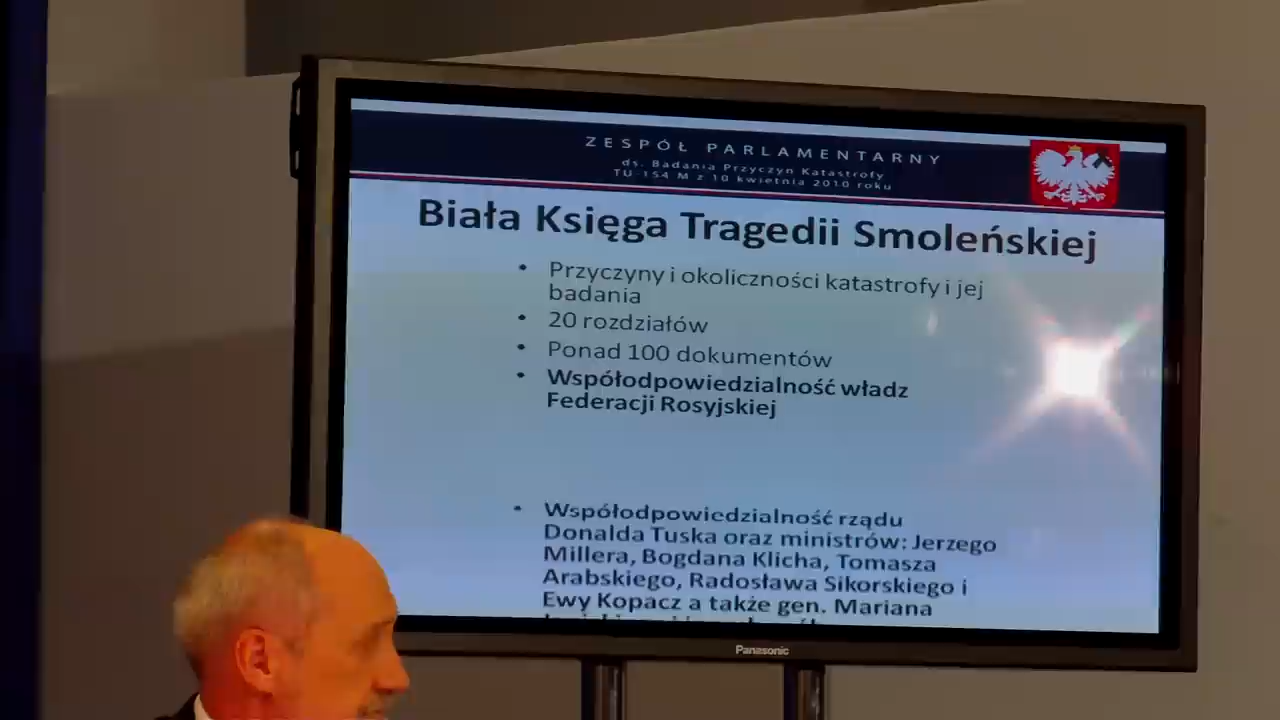 ZESPÓŁ PARLAMENTARNY
ds. Badania Przyczyn Katastrofy
TU-154 M z 10 kwietnia 2010 roku
Biała Księga Tragedii Smoleńskiej
• Przyczyny i okoliczności katastrofy i jej
badania
• 20 rozdziałów
• Ponad 100 dokumentów
• Współodpowiedzialność władz
Federacji Rosyjskiej
• Współodpowiedzialność rządu
Donalda Tuska oraz ministrów: Jerzego
Millera, Bogdana Klicha, Tomasza
Arabskiego, Radosława Sikorskiego i
Ewy Kopacz a także gen. Mariana
Panasonic